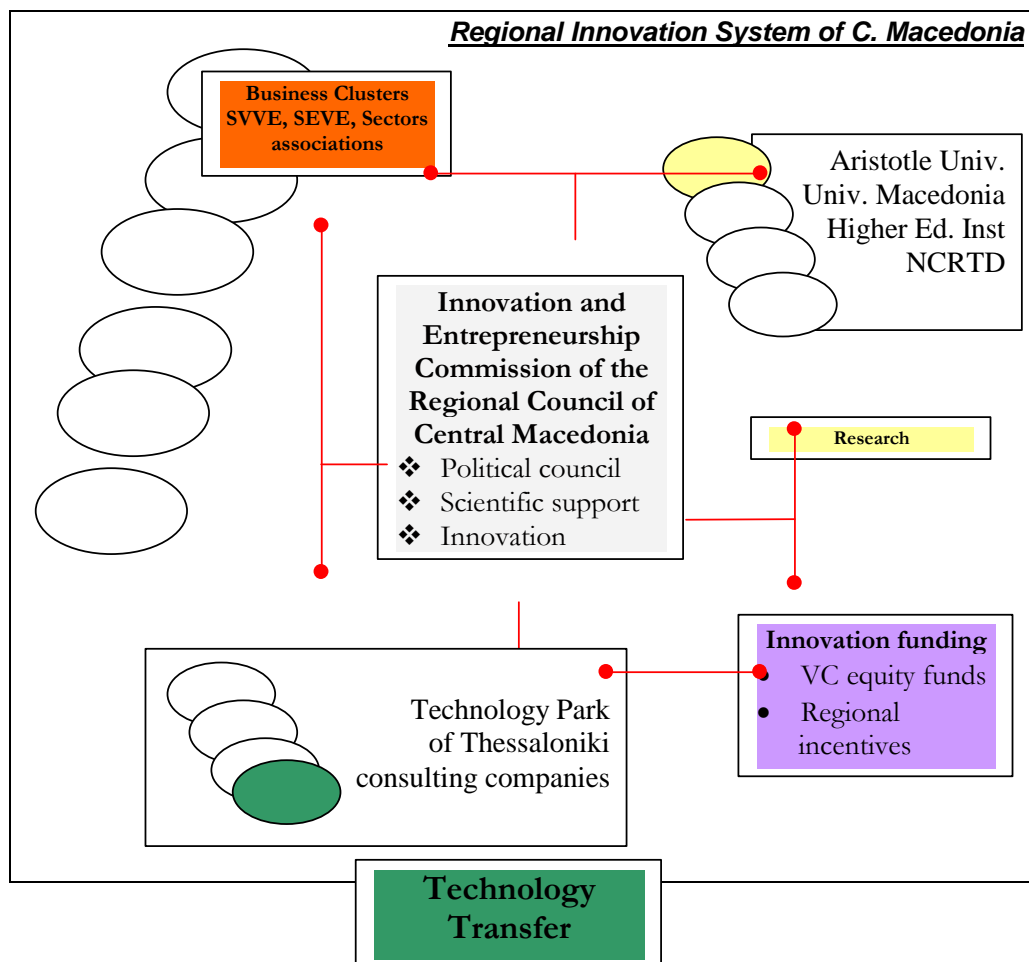 Regional Innovation System of C. Macedonia
Business Clusters
SVVE, SEVE, Sectors
associations
Aristotle Univ.
Univ. Macedonia
Higher Ed. Inst
NCRTD
Innovation and
Entrepreneurship
Commission of the
Regional Council of
Central Macedonia
❖ Political council
❖ Scientific support
❖ Innovation
Research
Technology Park
of Thessaloniki
consulting companies
Innovation funding
• VC equity funds
• Regional
incentives
Technology
Transfer